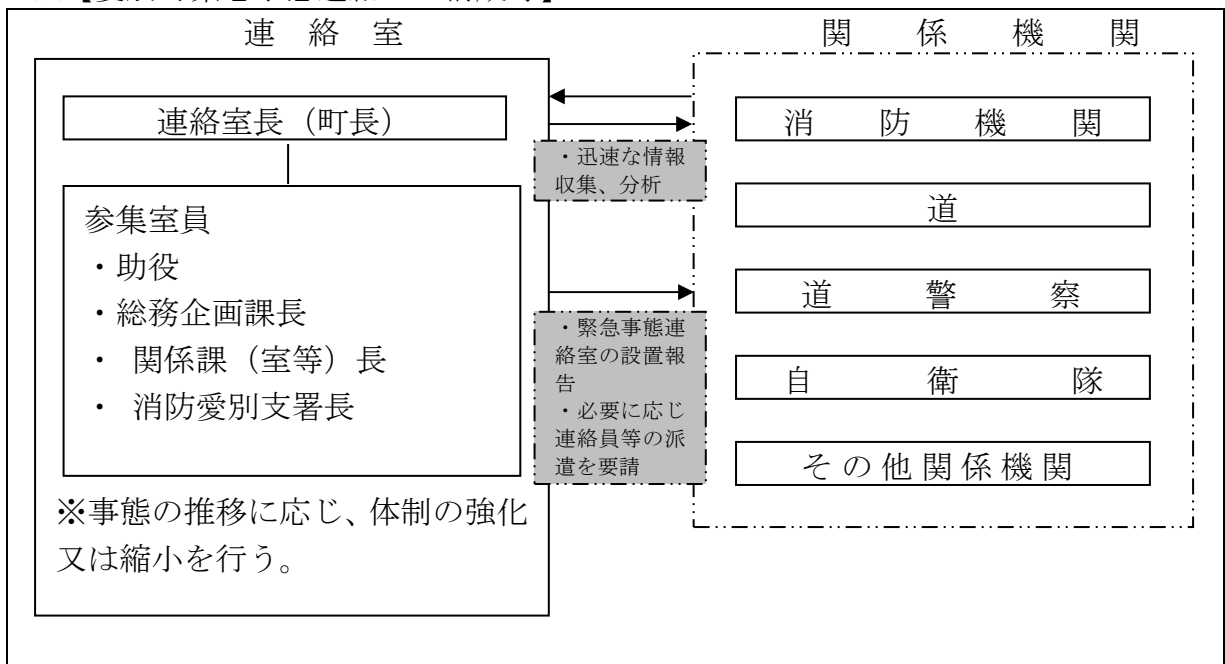 連絡室
関係機関
連絡室長（町長）
参集室員
・助役
・総務企画課長
・ 関係課（室等）長
・ 消防愛別支署長
※事態の推移に応じ、体制の強化
又は縮小を行う。
・迅速な情報
収集、分析
・緊急事態連
絡室の設置報
告
・必要に応じ
連絡員等の派
遣を要請
消防機関
道
道警察
自衛隊
その他関係機関